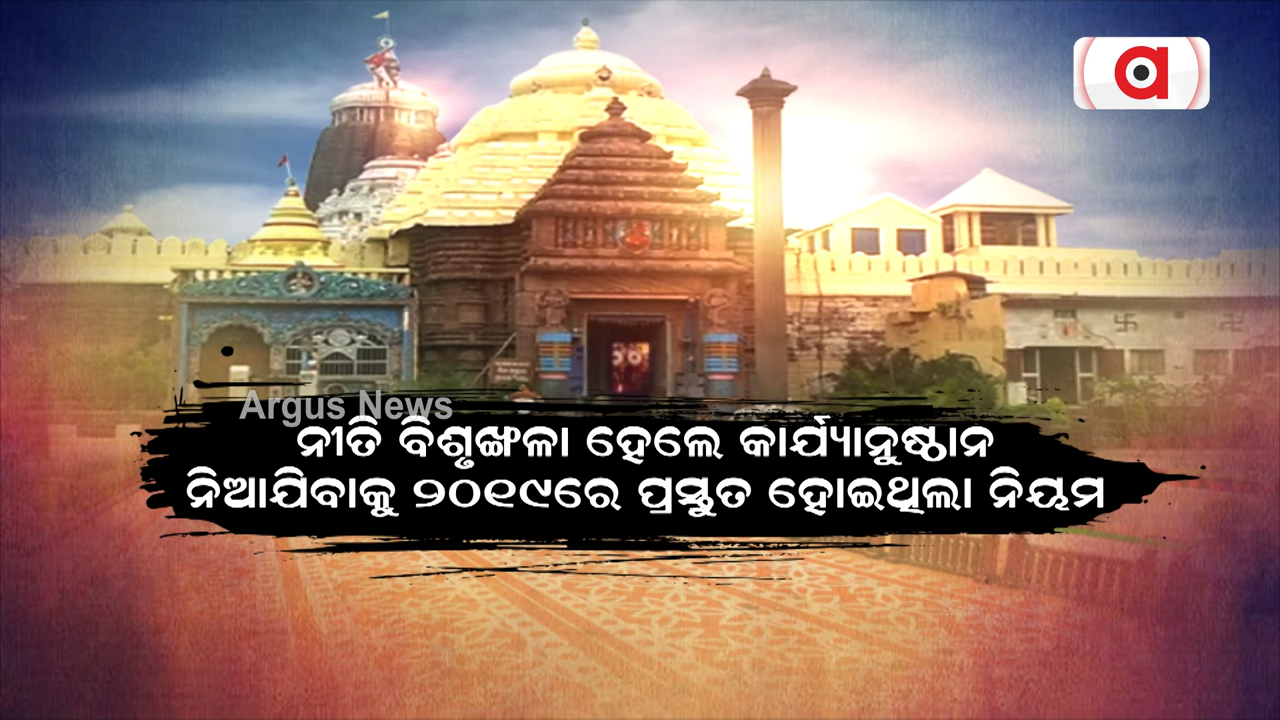 Argus News
ନୀତି ବିଶୃଙ୍ଖଳା ହେଲେ କାର୍ଯ୍ୟାନୁଷ୍ଠାନ
ନିଆଯିବାକୁ ୨୦୧୯ରେ ପ୍ରସ୍ତୁତ ହୋଇଥିଲା ନିୟମ